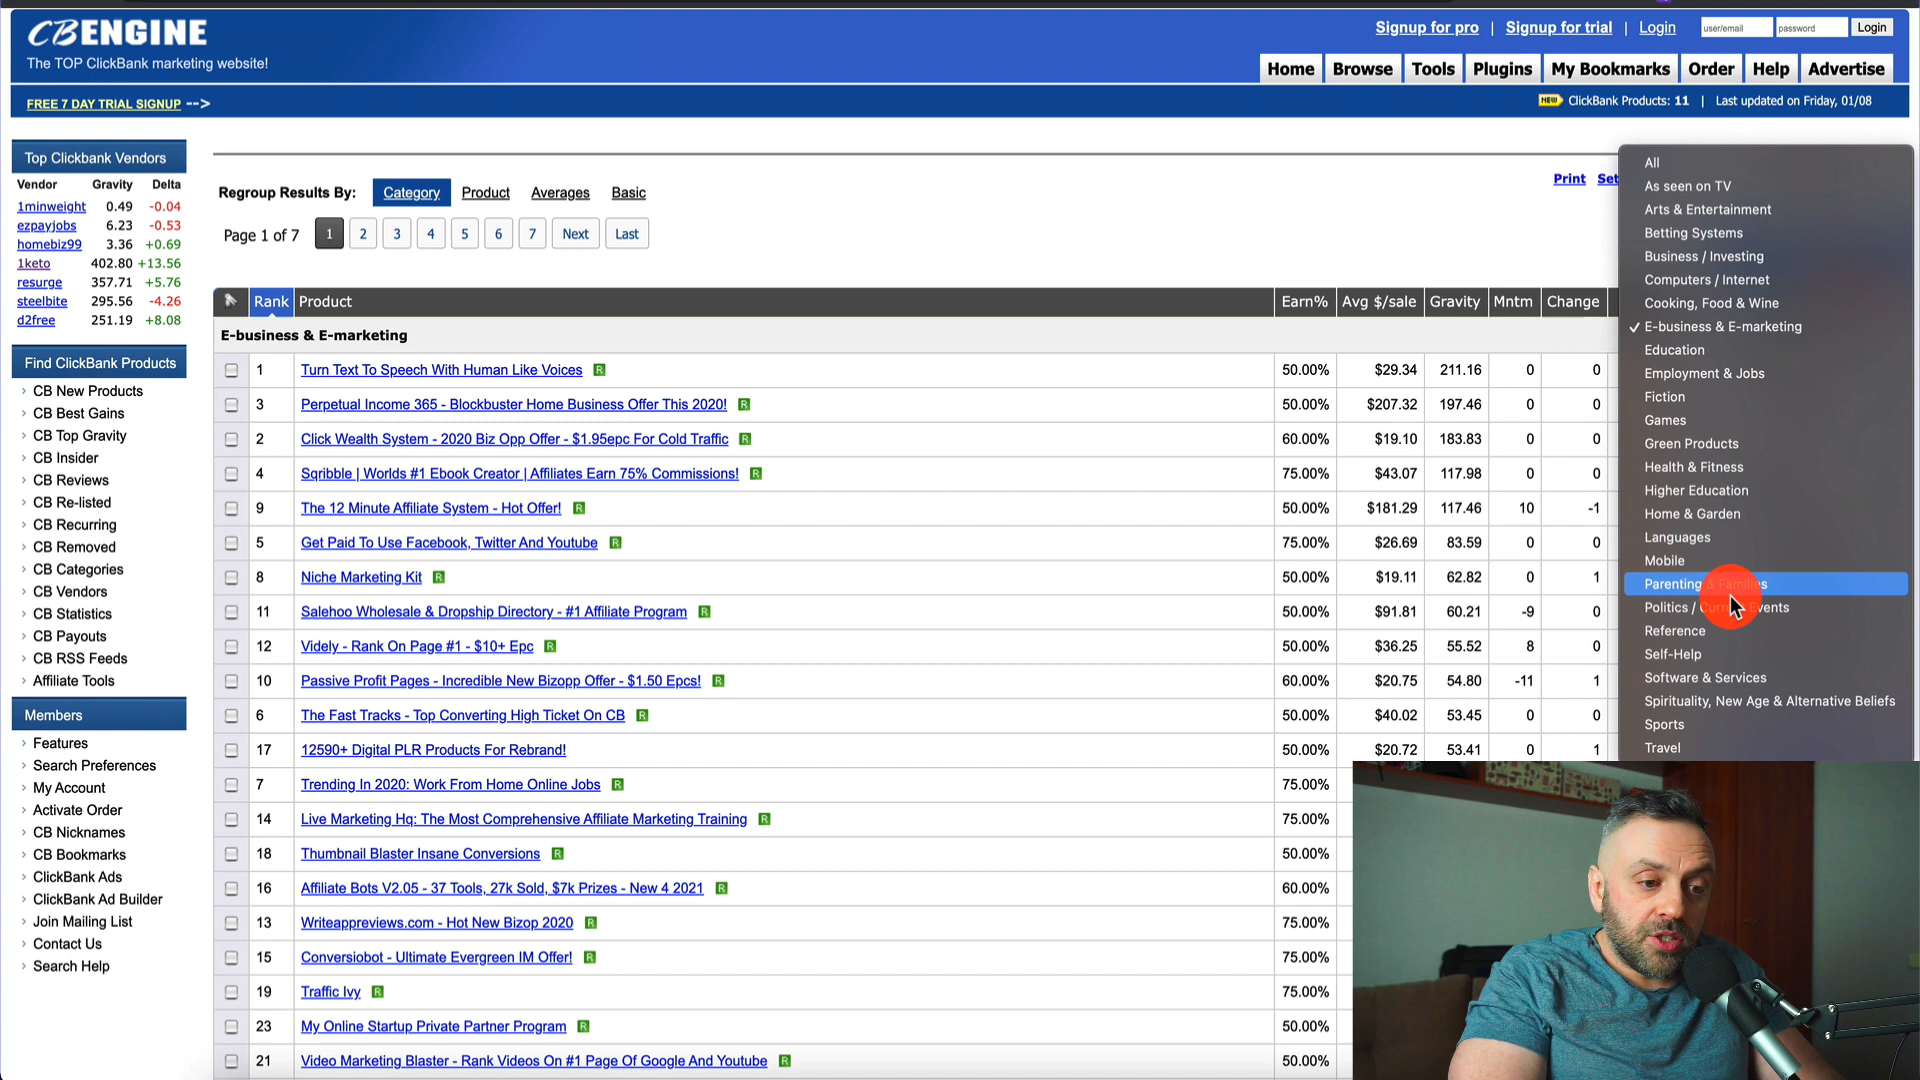 CBENGINE
The TOP ClickBank marketing website!
Signup for pro | Signup for trial | Login user/email password Login
Home Browse Tools Plugins My Bookmarks Order Help Advertise
FREE 7 DAY TRIAL SIGNUP -->
NEW ClickBank Products: 11 | Last updated on Friday, 01/08
Top Clickbank Vendors
Vendor Gravity Delta
1minweight 0.49 -0.04
ezpayjobs 6.23 -0.53
homebiz99 3.36 +0.69
1keto 402.80 +13.56
resurge 357.71 +5.76
steelbite 295.56 -4.26
d2free 251.19 +8.08
Find ClickBank Products
CB New Products
CB Best Gains
CB Top Gravity
CB Insider
CB Reviews
CB Re-listed
CB Recurring
CB Removed
CB Categories
CB Vendors
CB Statistics
CB Payouts
CB RSS Feeds
Affiliate Tools
Members
Features
Search Preferences
My Account
Activate Order
CB Nicknames
CB Bookmarks
ClickBank Ads
ClickBank Ad Builder
Join Mailing List
Contact Us
Search Help
Regroup Results By: Category Product Averages Basic
Print Set
Page 1 of 7 1 2 3 4 5 6 7 Next Last
Rank Product Earn% Avg $/sale Gravity Mntm Change
E-business & E-marketing
1 Turn Text To Speech With Human Like Voices R 50.00% $29.34 211.16 0 0
3 Perpetual Income 365 - Blockbuster Home Business Offer This 2020! R 50.00% $207.32 197.46 0 0
2 Click Wealth System - 2020 Biz Opp Offer - $1.95epc For Cold Traffic R 60.00% $19.10 183.83 0 0
4 Sqribble | Worlds #1 Ebook Creator | Affiliates Earn 75% Commissions! R 75.00% $43.07 117.98 0 0
9 The 12 Minute Affiliate System - Hot Offer! R 50.00% $181.29 117.46 10 -1
5 Get Paid To Use Facebook, Twitter And Youtube R 75.00% $26.69 83.59 0 0
8 Niche Marketing Kit R 50.00% $19.11 62.82 0 1
11 Salehoo Wholesale & Dropship Directory - #1 Affiliate Program R 50.00% $91.81 60.21 -9 0
12 Videly - Rank On Page #1 - $10+ Epc R 50.00% $36.25 55.52 8 0
10 Passive Profit Pages - Incredible New Bizopp Offer - $1.50 Epcs! R 60.00% $20.75 54.80 -11 1
6 The Fast Tracks - Top Converting High Ticket On CB R 50.00% $40.02 53.45 0 0
17 12590+ Digital PLR Products For Rebrand! 50.00% $20.72 53.41 0 1
7 Trending In 2020: Work From Home Online Jobs R 75.00%
14 Live Marketing Hq: The Most Comprehensive Affiliate Marketing Training R 75.00%
18 Thumbnail Blaster Insane Conversions R 50.00%
16 Affiliate Bots V2.05 - 37 Tools, 27k Sold, $7k Prizes - New 4 2021 R 60.00%
13 Writeappreviews.com - Hot New Bizop 2020 R 75.00%
15 Conversiobot - Ultimate Evergreen IM Offer! R 75.00%
19 Traffic Ivy R 75.00%
23 My Online Startup Private Partner Program R 50.00%
21 Video Marketing Blaster - Rank Videos On #1 Page Of Google And Youtube R 50.00%
All
As seen on TV
Arts & Entertainment
Betting Systems
Business / Investing
Computers / Internet
Cooking, Food & Wine
✓ E-business & E-marketing
Education
Employment & Jobs
Fiction
Games
Green Products
Health & Fitness
Higher Education
Home & Garden
Languages
Mobile
Parenting & Families
Politics / Current Events
Reference
Self-Help
Software & Services
Spirituality, New Age & Alternative Beliefs
Sports
Travel